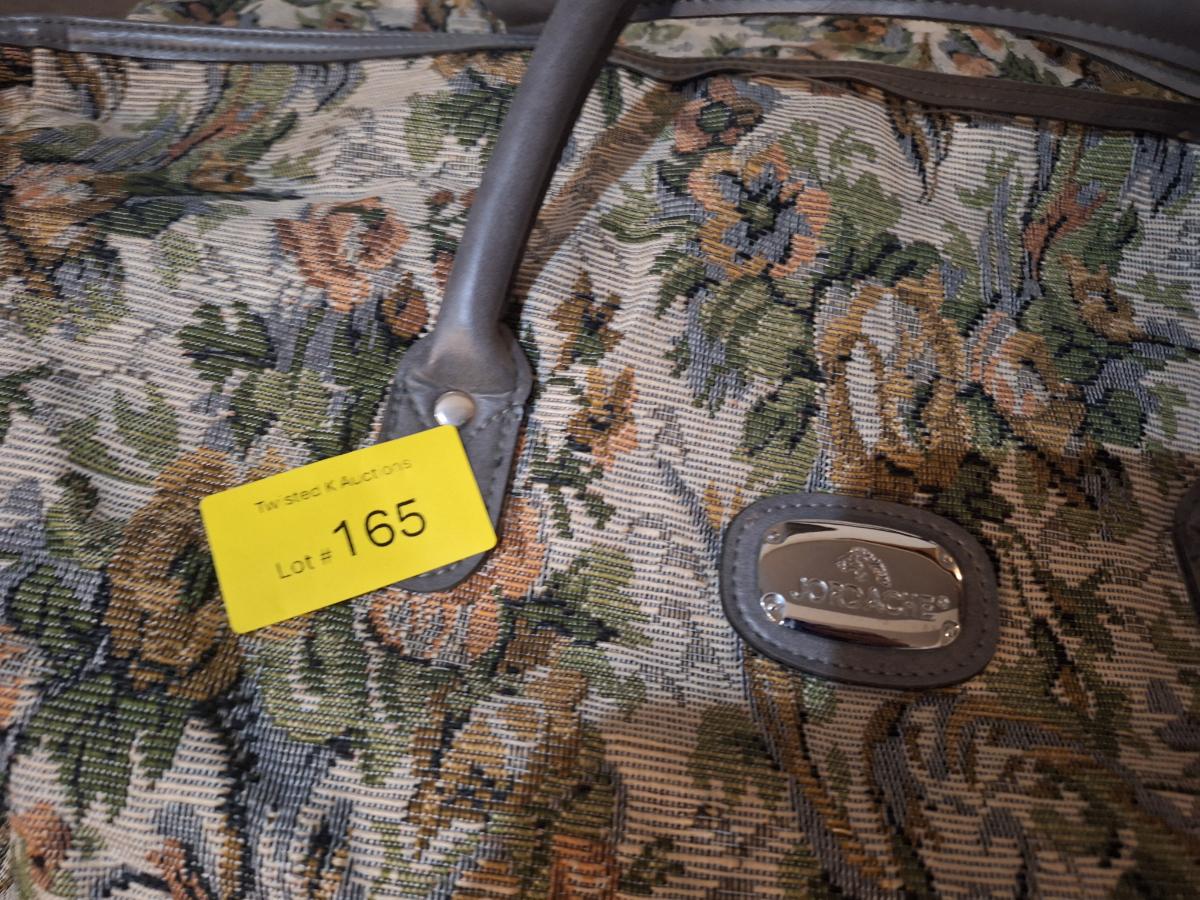 Twisted K Auctions
Lot # 165
JORDACHE®